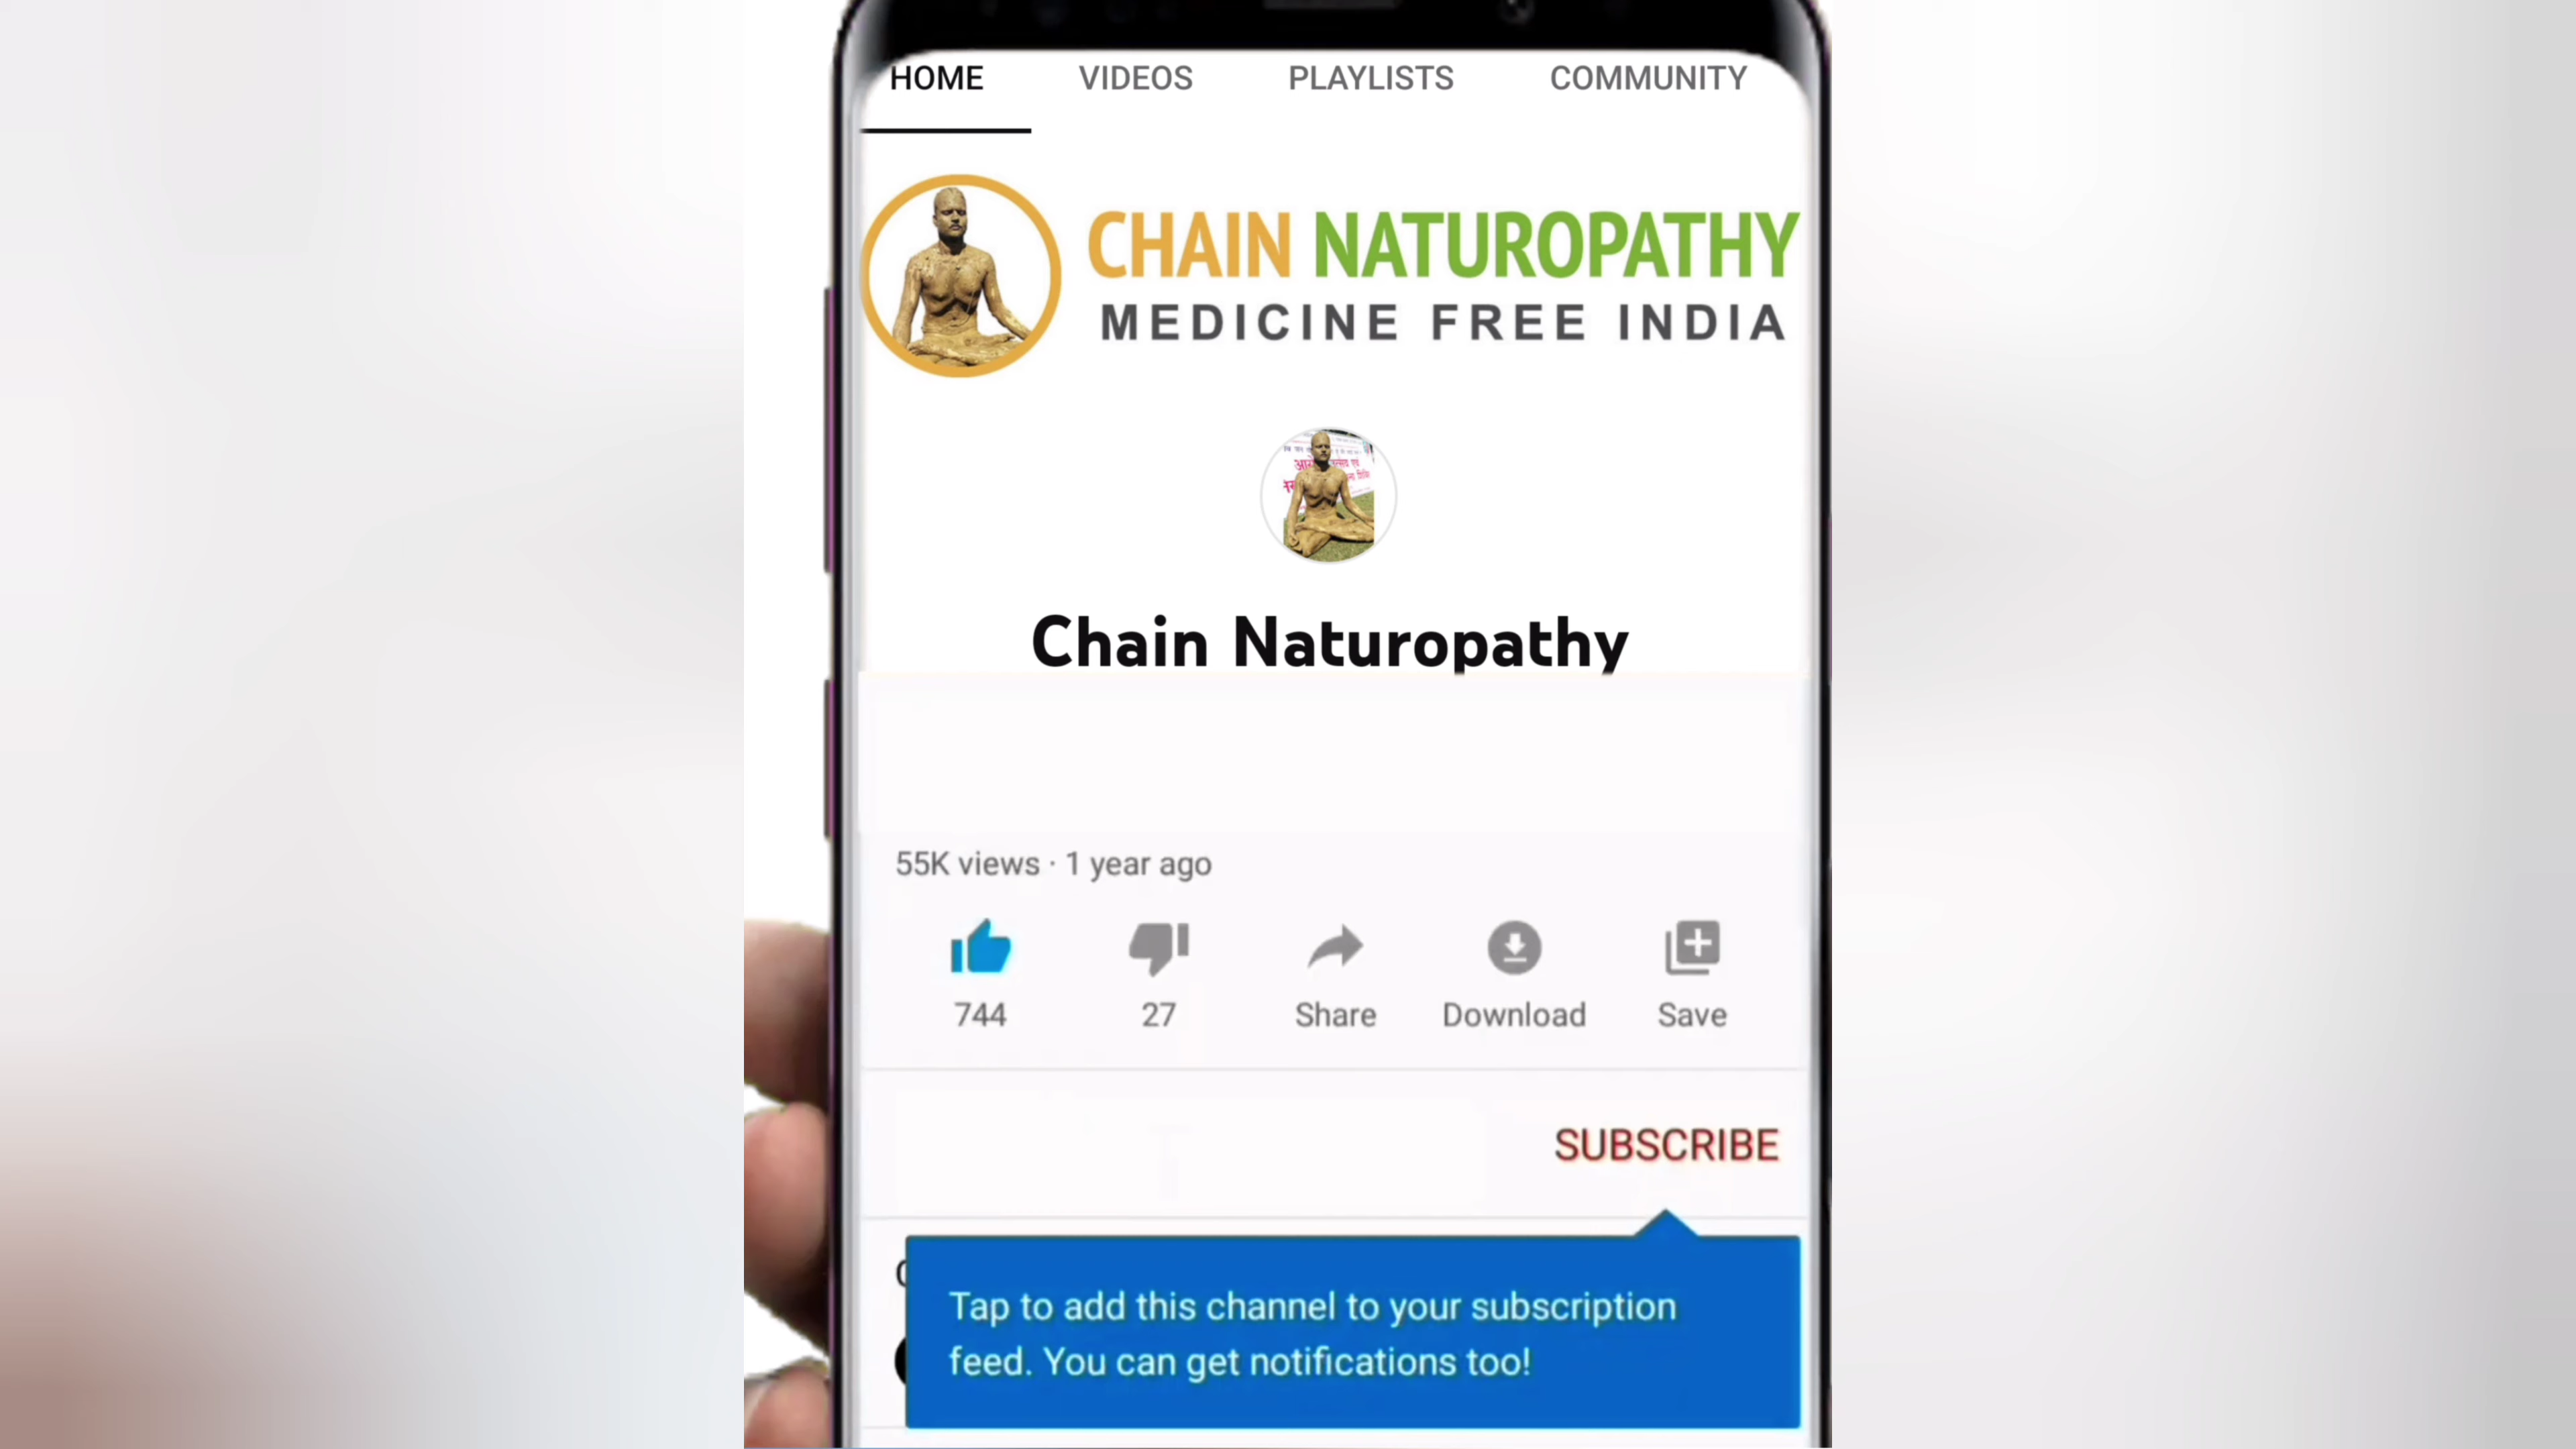 HOME VIDEOS PLAYLISTS COMMUNITY
CHAIN NATUROPATHY
MEDICINE FREE INDIA
Chain Naturopathy
55K views · 1 year ago
744 27 Share Download Save
SUBSCRIBE
Tap to add this channel to your subscription
feed. You can get notifications too!